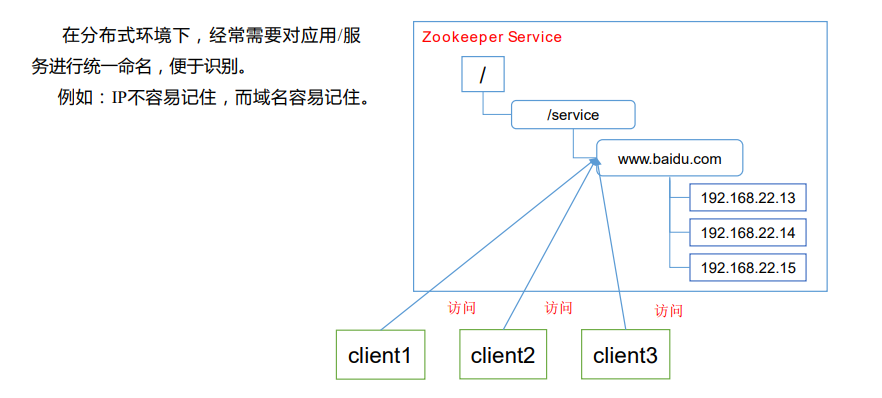 在分布式环境下，经常需要对应用/服
务进行统一命名，便于识别。
例如：IP不容易记住，而域名容易记住。
Zookeeper Service
/
/service
www.baidu.com
192.168.22.13
192.168.22.14
192.168.22.15
访问
访问
访问
client1
client2
client3